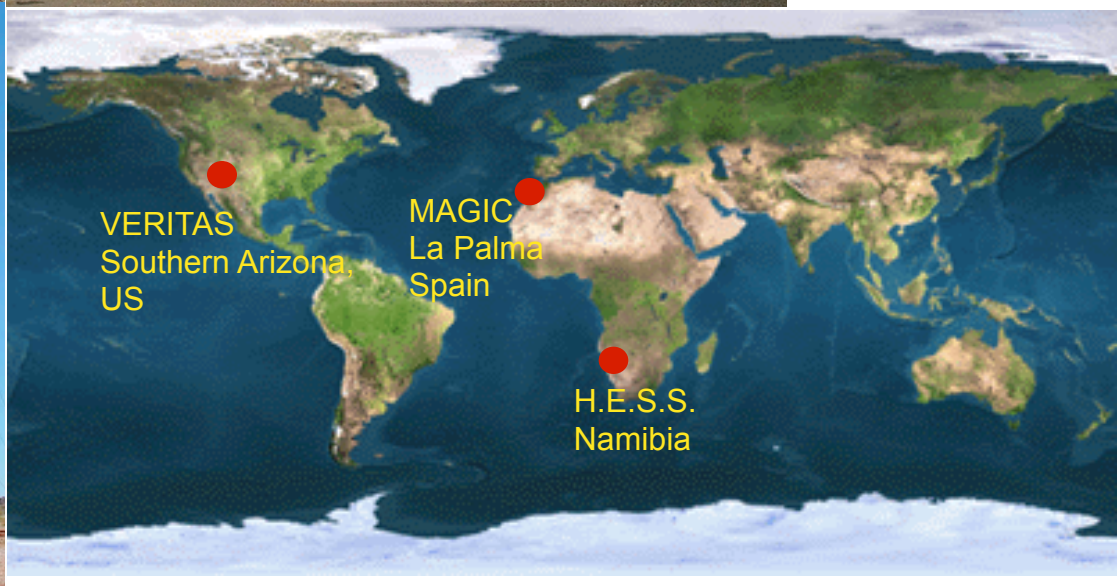 VERITAS
Southern Arizona,
US
MAGIC
La Palma
Spain
H.E.S.S.
Namibia